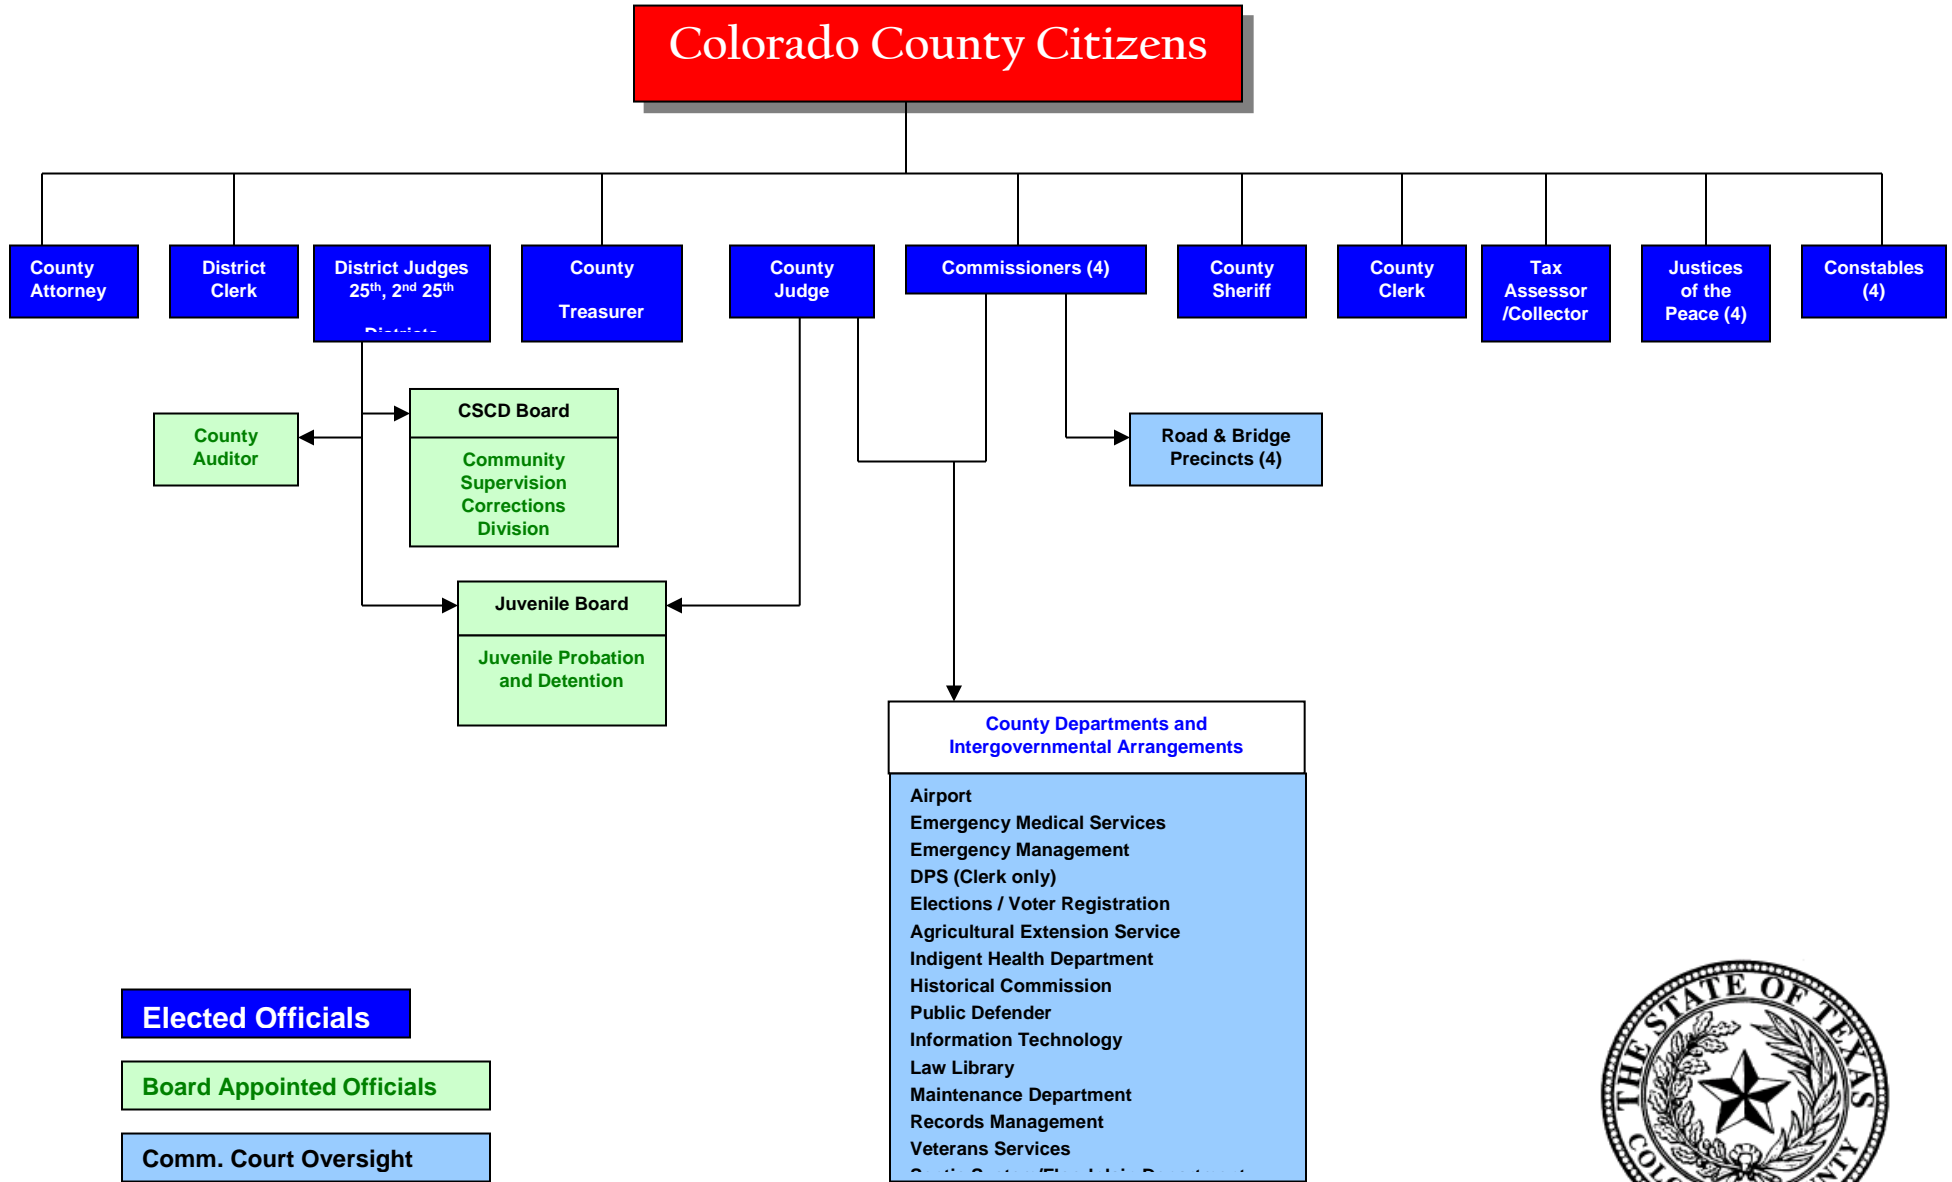 Colorado County Citizens
County
Attorney
District
Clerk
District Judges
25th, 2nd 25th
Districts
County
Treasurer
County
Judge
Commissioners (4)
County
Sheriff
County
Clerk
Tax
Assessor
/Collector
Justices
of the
Peace (4)
Constables
(4)
County
Auditor
CSCD Board
Community
Supervision
Corrections
Division
Road & Bridge
Precincts (4)
Juvenile Board
Juvenile Probation
and Detention
County Departments and
Intergovernmental Arrangements
Airport
Emergency Medical Services
Emergency Management
DPS (Clerk only)
Elections / Voter Registration
Agricultural Extension Service
Indigent Health Department
Historical Commission
Public Defender
Information Technology
Law Library
Maintenance Department
Records Management
Veterans Services
Elected Officials
Board Appointed Officials
Comm. Court Oversight
THE STATE OF TEXAS